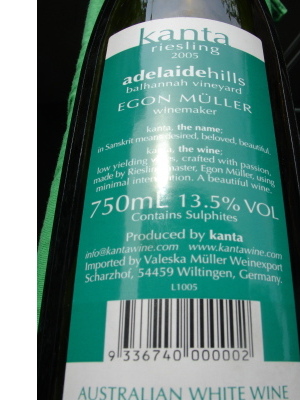 kanta
riesling
2005
adelaidehills
balhannah vineyard
EGON MÜLLER
winemaker
kanta, the name:
in Sanskrit means desired, beloved, beautiful.
kanta, the wine:
low yielding vines, crafted with passion,
made by Riesling master, Egon Müller, using
minimal intervention. A beautiful wine.
750mL 13.5% VOL
Contains Sulphites
Produced by kanta
info@kantawine.com www.kantawine.com
Imported by Valeska Müller Weinexport
Scharzhof, 54459 Wiltingen, Germany.
L1005
9 336740 000002
AUSTRALIAN WHITE WINE